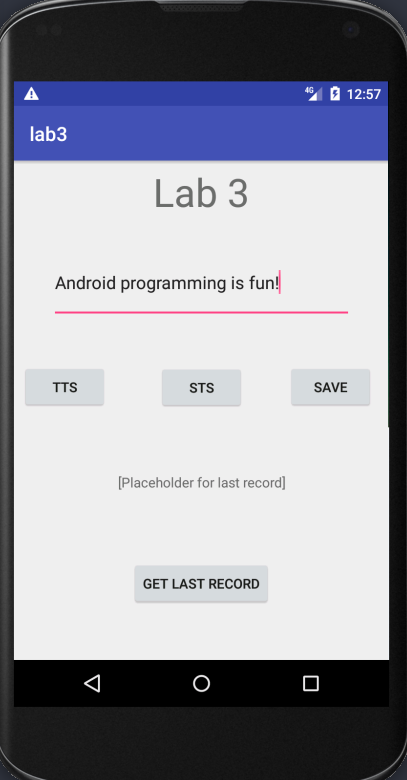 4G 12:57
lab3
Lab 3
Android programming is fun!
TTS STS SAVE
[Placeholder for last record]
GET LAST RECORD